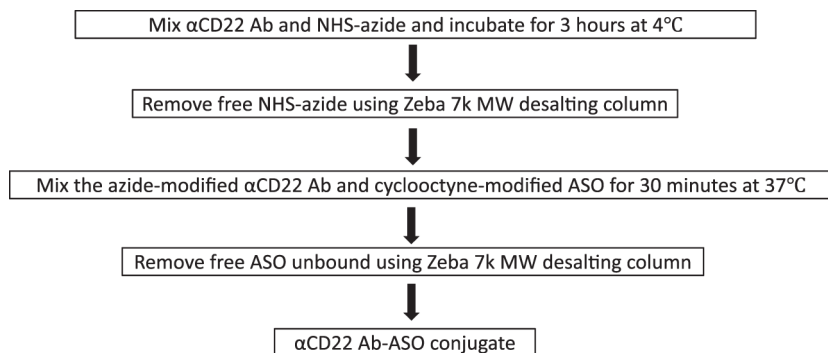 Mix αCD22 Ab and NHS-azide and incubate for 3 hours at 4℃
Remove free NHS-azide using Zeba 7k MW desalting column
Mix the azide-modified αCD22 Ab and cyclooctyne-modified ASO for 30 minutes at 37℃
Remove free ASO unbound using Zeba 7k MW desalting column
αCD22 Ab-ASO conjugate